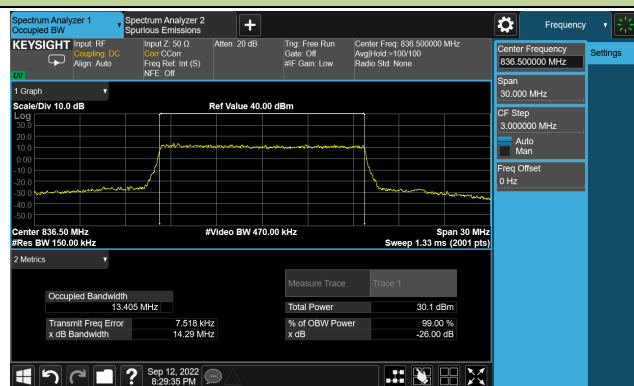 Spectrum Analyzer 1
Occupied BW
Spectrum Analyzer 2
Spurious Emissions
Frequency
KEYSIGHT
LXI
Input: RF
Coupling: DC
Align: Auto
Input Z: 50 Ω
Corr CCorr
Freq Ref: Int (S)
NFE: Off
Atten: 20 dB
Trig: Free Run
Gate: Off
#IF Gain: Low
Center Freq: 836.500000 MHz
Avg|Hold:>100/100
Radio Std: None
Center Frequency
836.500000 MHz
Settings
Span
30.000 MHz
CF Step
3.000000 MHz
Auto
Man
Freq Offset
0 Hz
1 Graph
Scale/Div 10.0 dB
Ref Value 40.00 dBm
Log
30.0
20.0
10.0
0.00
-10.0
-20.0
-30.0
-40.0
-50.0
Center 836.50 MHz
#Res BW 150.00 kHz
#Video BW 470.00 kHz
Span 30 MHz
Sweep 1.33 ms (2001 pts)
2 Metrics
Measure Trace
Trace 1
Occupied Bandwidth
13.405 MHz
Total Power 30.1 dBm
Transmit Freq Error 7.518 kHz
% of OBW Power 99.00 %
x dB Bandwidth 14.29 MHz
x dB -26.00 dB
Sep 12, 2022
8:29:35 PM